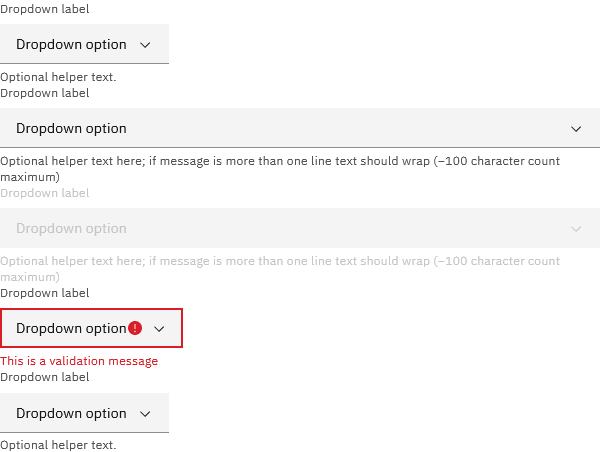 Dropdown label
Dropdown option
Optional helper text.
Dropdown label
Dropdown option
Optional helper text here; if message is more than one line text should wrap (~100 character count
maximum)
Dropdown label
Dropdown option
Optional helper text here; if message is more than one line text should wrap (~100 character count
maximum)
Dropdown label
Dropdown option
This is a validation message
Dropdown label
Dropdown option
Optional helper text.